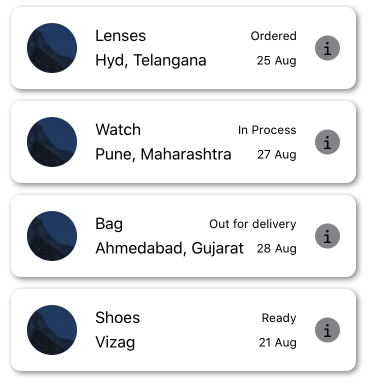 Lenses Ordered
Hyd, Telangana 25 Aug
i
Watch In Process
Pune, Maharashtra 27 Aug
i
Bag Out for delivery
Ahmedabad, Gujarat 28 Aug
i
Shoes Ready
Vizag 21 Aug
i